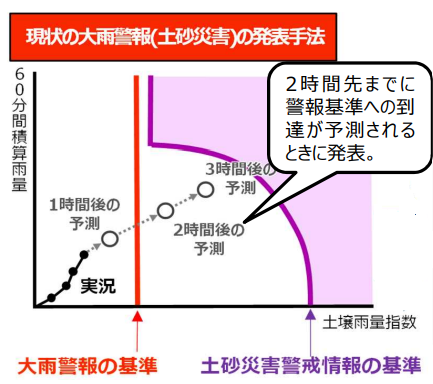 現状の大雨警報(土砂災害)の発表手法
60分間積算雨量
2時間先までに
警報基準への到
達が予測される
ときに発表。
3時間後の
予測
1時間後の
予測
2時間後の
予測
実況
土壌雨量指数
大雨警報の基準
土砂災害警戒情報の基準